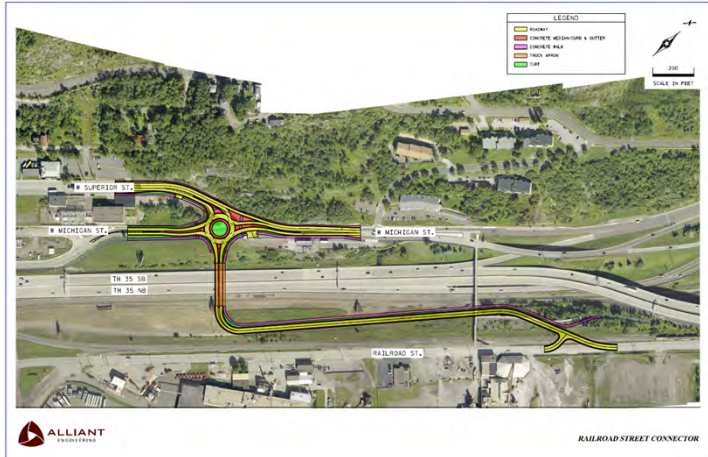 LEGEND
ROADWAY
CONCRETE MEDIAN/CURB & GUTTER
CONCRETE WALK
TRUCK APRON
TURF
200
SCALE IN FEET
W SUPERIOR ST.
W MICHIGAN ST.
W MICHIGAN ST.
TH 35 SB
TH 35 NB
RAILROAD ST.
ALLIANT
ENGINEERING
RAILROAD STREET CONNECTOR